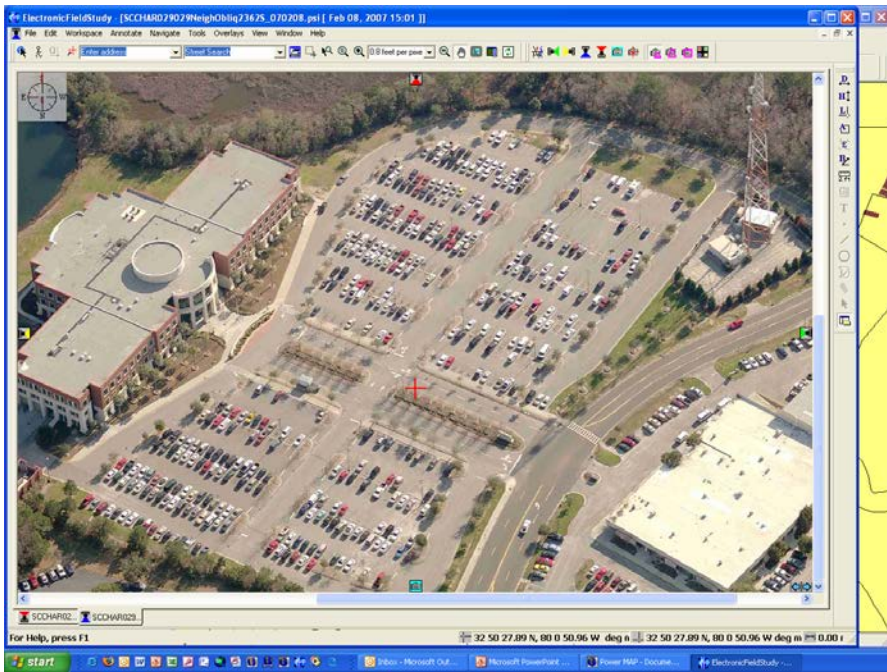 ElectronicFieldStudy - [SCCHAR029029NeighObliq2362S_070208.psi [ Feb 08, 2007 15:01 ]]
File Edit Workspace Annotate Navigate Tools Overlays View Window Help
Enter address Street Search 0.8 feet per pixe
E W
N
D
H
L
E
T
SCCHAR02... SCCHAR029...
For Help, press F1 32 50 27.89 N, 80 0 50.96 W deg n 32 50 27.89 N, 80 0 50.96 W deg m 0.00 f
start Inbox - Microsoft Out... Microsoft PowerPoint ... Power MAP - Docume... ElectronicFieldStudy - ...